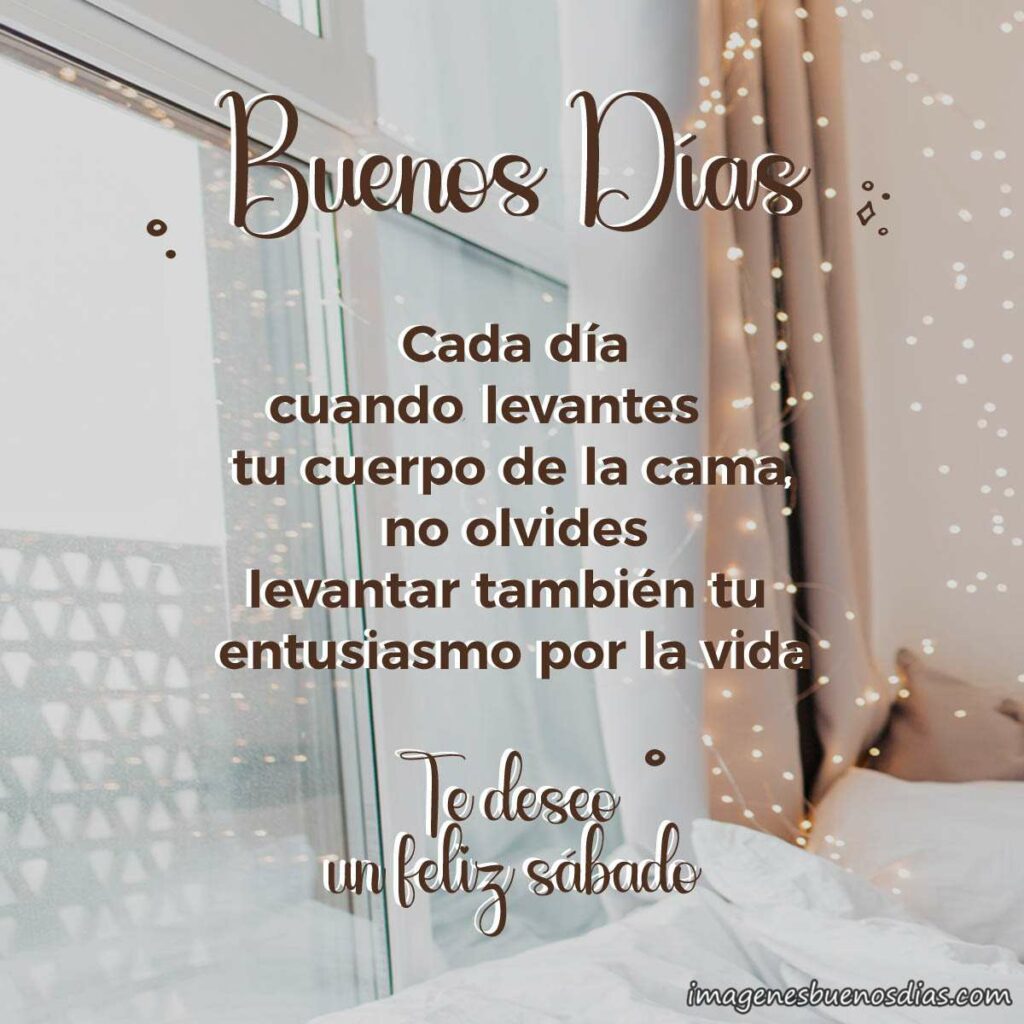 Buenos Días
Cada día
cuando levantes
tu cuerpo de la cama,
no olvides
levantar también tu
entusiasmo por la vida
Te deseo
un feliz sábado
imagenesbuenosdias.com